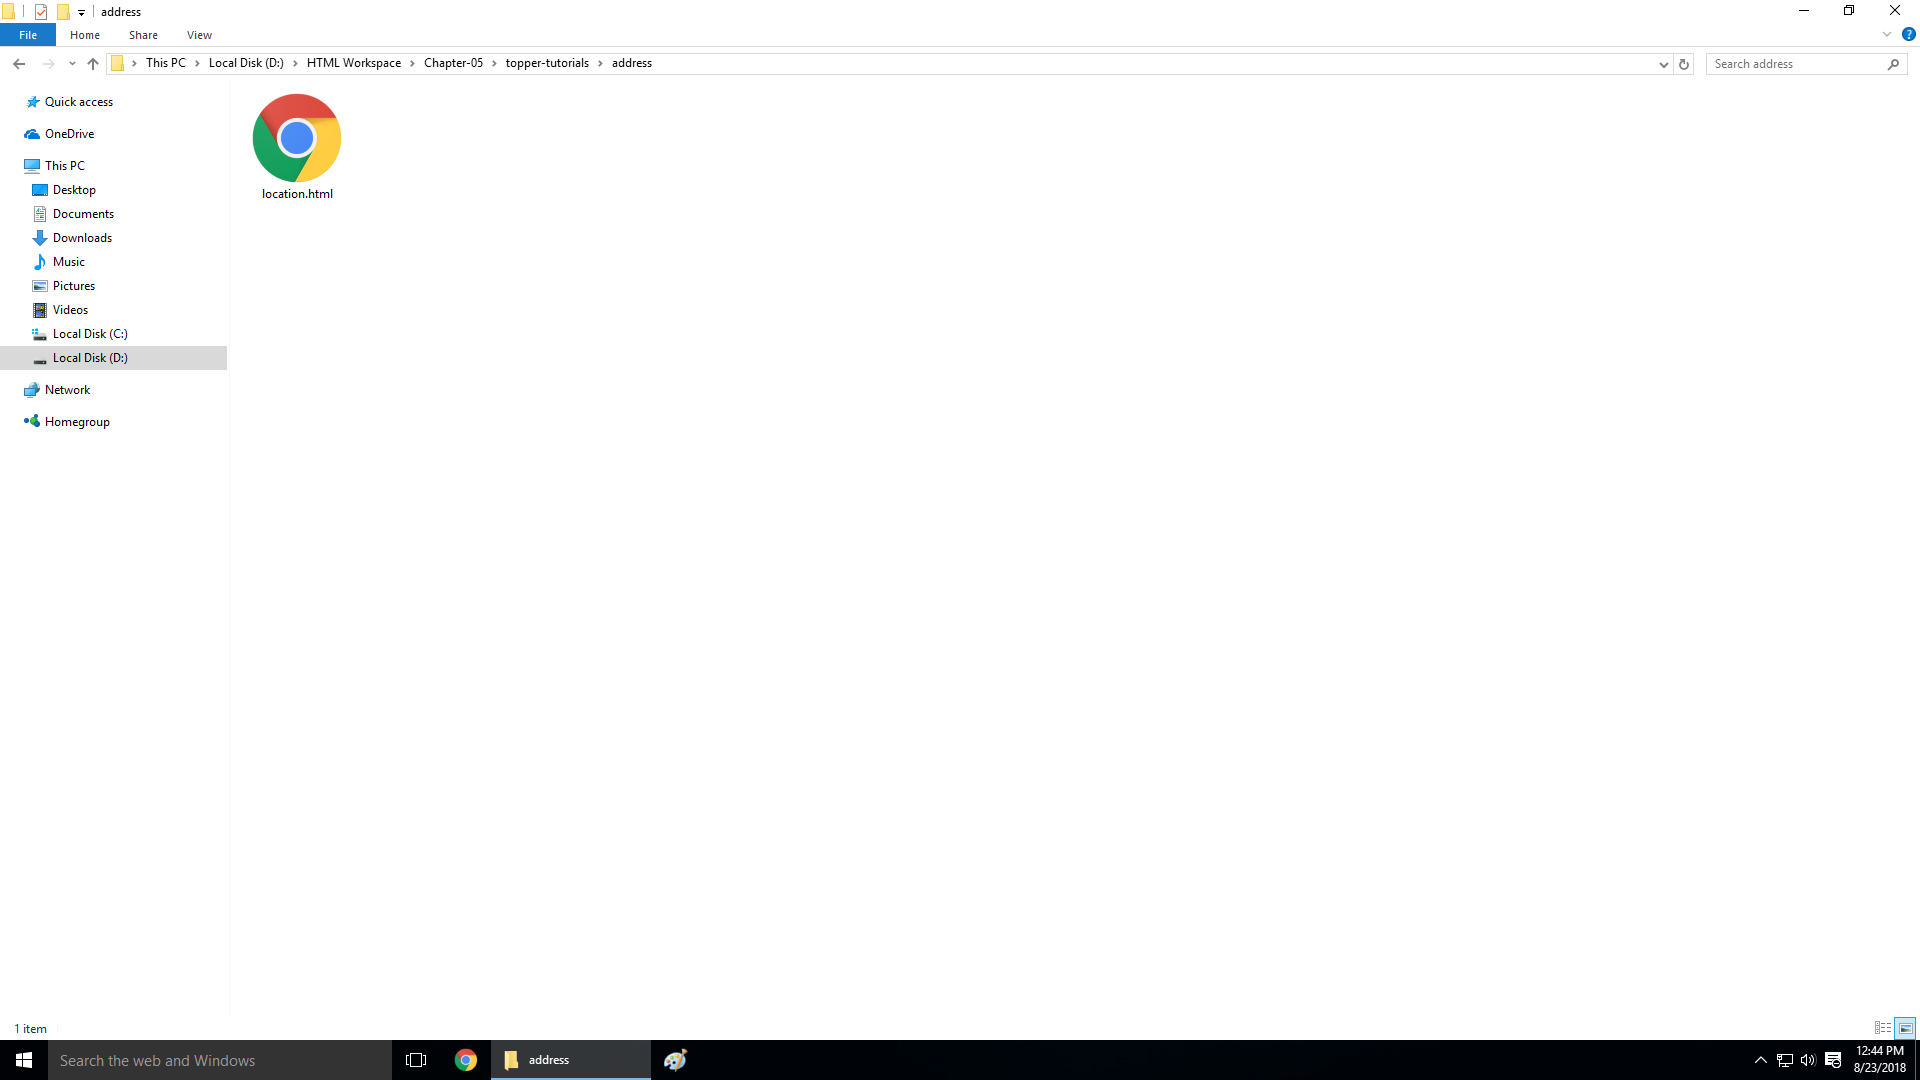 address
File Home Share View
This PC Local Disk (D:) HTML Workspace Chapter-05 topper-tutorials address
Search address
Quick access
OneDrive
This PC
Desktop
Documents
Downloads
Music
Pictures
Videos
Local Disk (C:)
Local Disk (D:)
Network
Homegroup
location.html
1 item
Search the web and Windows
address
12:44 PM
8/23/2018